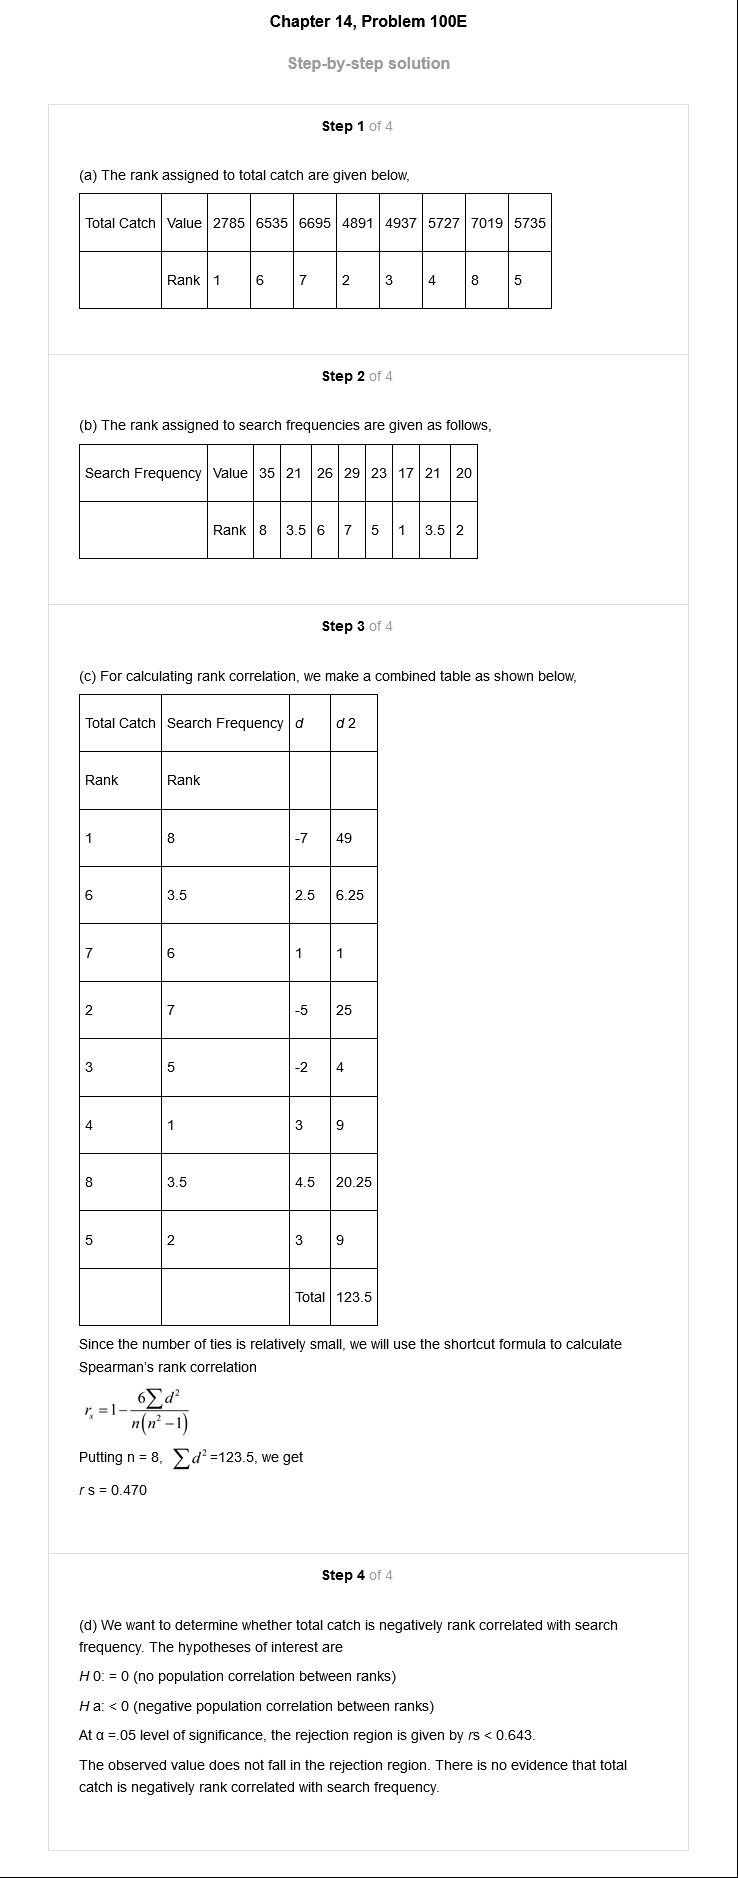 Chapter 14, Problem 100E
Step-by-step solution
Step 1 of 4
(a) The rank assigned to total catch are given below,
Total Catch Value 2785 6535 6695 4891 4937 5727 7019 5735
Rank 1 6 7 2 3 4 8 5
Step 2 of 4
(b) The rank assigned to search frequencies are given as follows,
Search Frequency Value 35 21 26 29 23 17 21 20
Rank 8 3.5 6 7 5 1 3.5 2
Step 3 of 4
(c) For calculating rank correlation, we make a combined table as shown below,
Total Catch Search Frequency d d 2
Rank Rank
1 8 -7 49
6 3.5 2.5 6.25
7 6 1 1
2 7 -5 25
3 5 -2 4
4 1 3 9
8 3.5 4.5 20.25
5 2 3 9
Total 123.5
Since the number of ties is relatively small, we will use the shortcut formula to calculate
Spearman's rank correlation
r_s = 1 - 6∑d² / n(n² − 1)
Putting n = 8, ∑d² =123.5, we get
r s = 0.470
Step 4 of 4
(d) We want to determine whether total catch is negatively rank correlated with search
frequency. The hypotheses of interest are
H 0: = 0 (no population correlation between ranks)
H a: < 0 (negative population correlation between ranks)
At α =.05 level of significance, the rejection region is given by rs < 0.643.
The observed value does not fall in the rejection region. There is no evidence that total
catch is negatively rank correlated with search frequency.